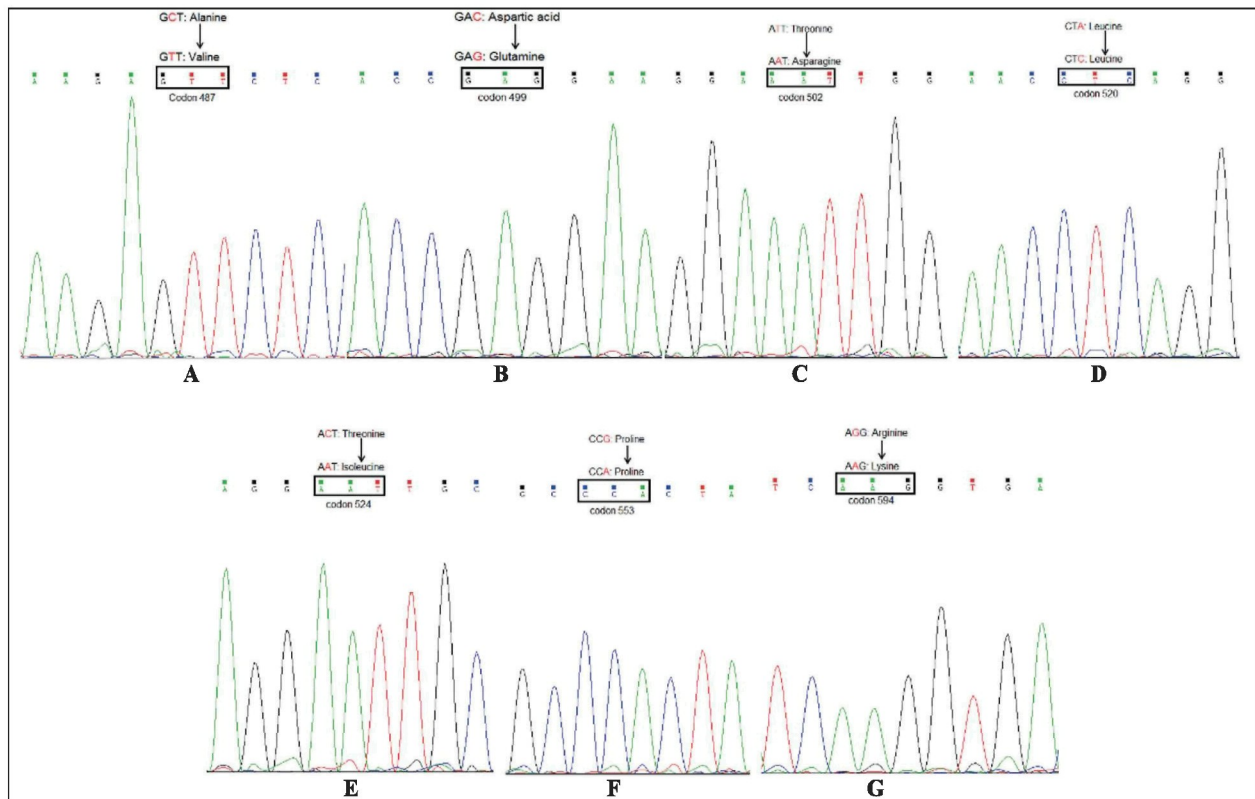 GCT: Alanine
GTT: Valine
A A G A G T T C T C
Codon 487
A
GAC: Aspartic acid
GAG: Glutamine
A C C G A G G A A
codon 499
B
ATT: Threonine
AAT: Asparagine
G G A A A T T G G
codon 502
C
CTA: Leucine
CTC: Leucine
A A C C T C A G G
codon 520
D
ACT: Threonine
AAT: Isoleucine
A G G A A T T G C
codon 524
E
CCG: Proline
CCA: Proline
G C C C A C T A
codon 553
F
AGG: Arginine
AAG: Lysine
T C A A G G T G A
codon 594
G